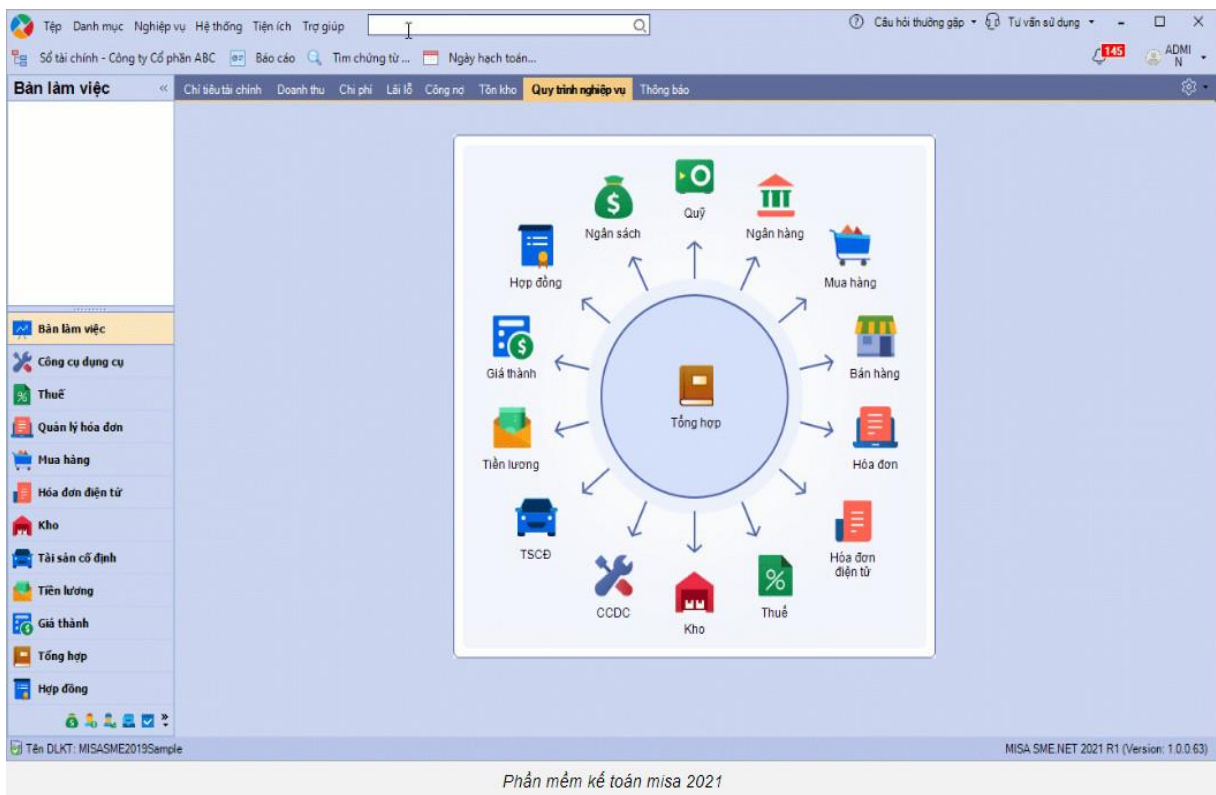 Tệp Danh mục Nghiệp vụ Hệ thống Tiện ích Trợ giúp
Câu hỏi thường gặp Tư vấn sử dụng
Sổ tài chính - Công ty Cổ phần ABC Báo cáo Tìm chứng từ ... Ngày hạch toán...
145 ADMI
N
Bàn làm việc «
Chỉ tiêu tài chính Doanh thu Chi phí Lãi lỗ Công nợ Tồn kho Quy trình nghiệp vụ Thông báo
Quỹ
Ngân sách
Ngân hàng
Hợp đồng
Mua hàng
Giá thành
Bán hàng
Tổng hợp
Tiền lương
Hóa đơn
TSCĐ
Hóa đơn
điện tử
CCDC
Thuế
Kho
Bàn làm việc
Công cụ dụng cụ
Thuế
Quản lý hóa đơn
Mua hàng
Hóa đơn điện tử
Kho
Tài sản cố định
Tiền lương
Giá thành
Tổng hợp
Hợp đồng
Tên DLKT: MISASME2019Sample
MISA SME.NET 2021 R1 (Version: 1.0.0.63)
Phần mềm kế toán misa 2021